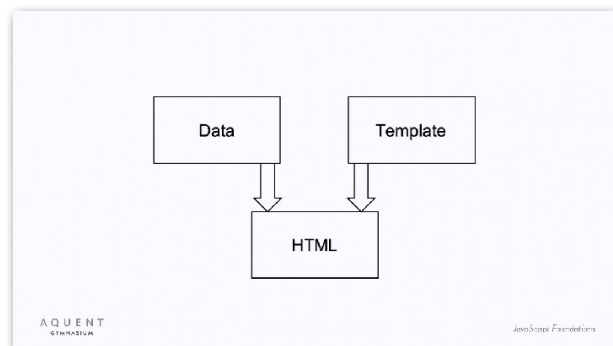 Data
Template
HTML
AQUENT
GYMNASIUM
JavaScript Foundations